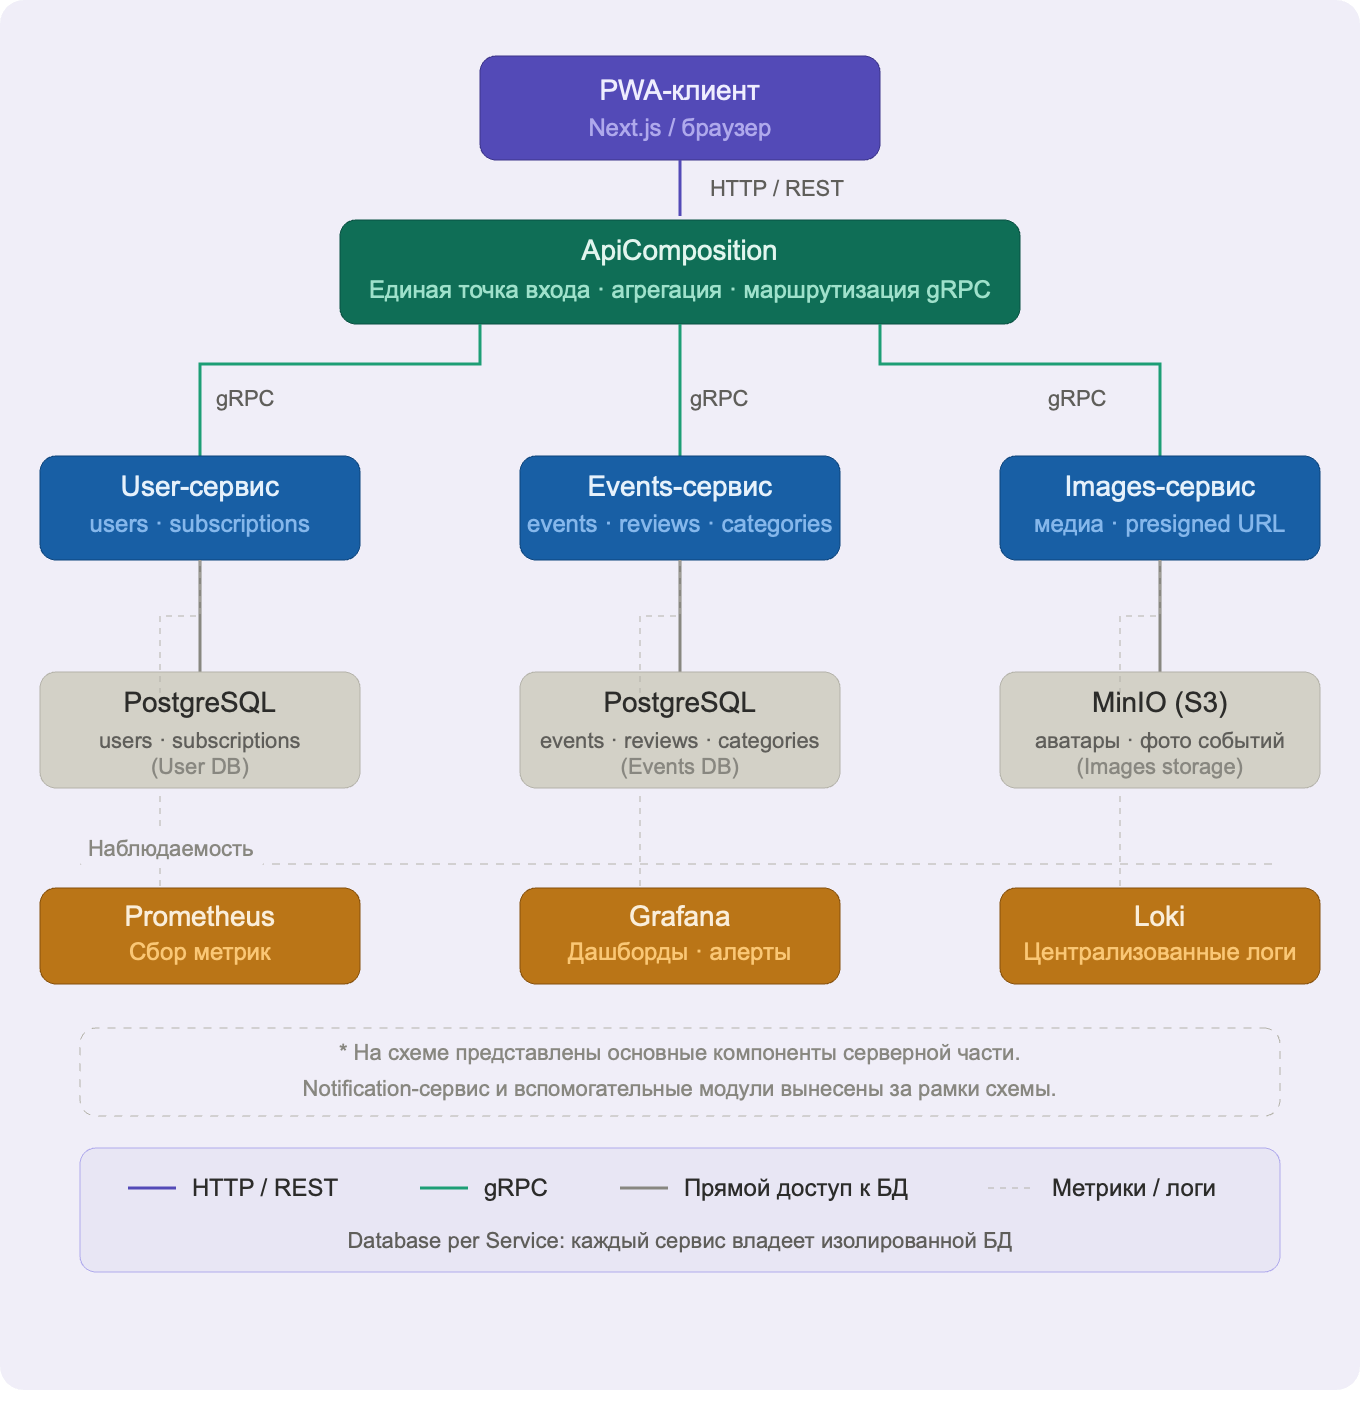 PWA-клиент
Next.js / браузер
HTTP / REST
ApiComposition
Единая точка входа · агрегация · маршрутизация gRPC
gRPC
gRPC
gRPC
User-сервис
users · subscriptions
Events-сервис
events · reviews · categories
Images-сервис
медиа · presigned URL
PostgreSQL
users · subscriptions
(User DB)
PostgreSQL
events · reviews · categories
(Events DB)
MinIO (S3)
аватары · фото событий
(Images storage)
Наблюдаемость
Prometheus
Сбор метрик
Grafana
Дашборды · алерты
Loki
Централизованные логи
* На схеме представлены основные компоненты серверной части.
Notification-сервис и вспомогательные модули вынесены за рамки схемы.
HTTP / REST
gRPC
Прямой доступ к БД
Метрики / логи
Database per Service: каждый сервис владеет изолированной БД